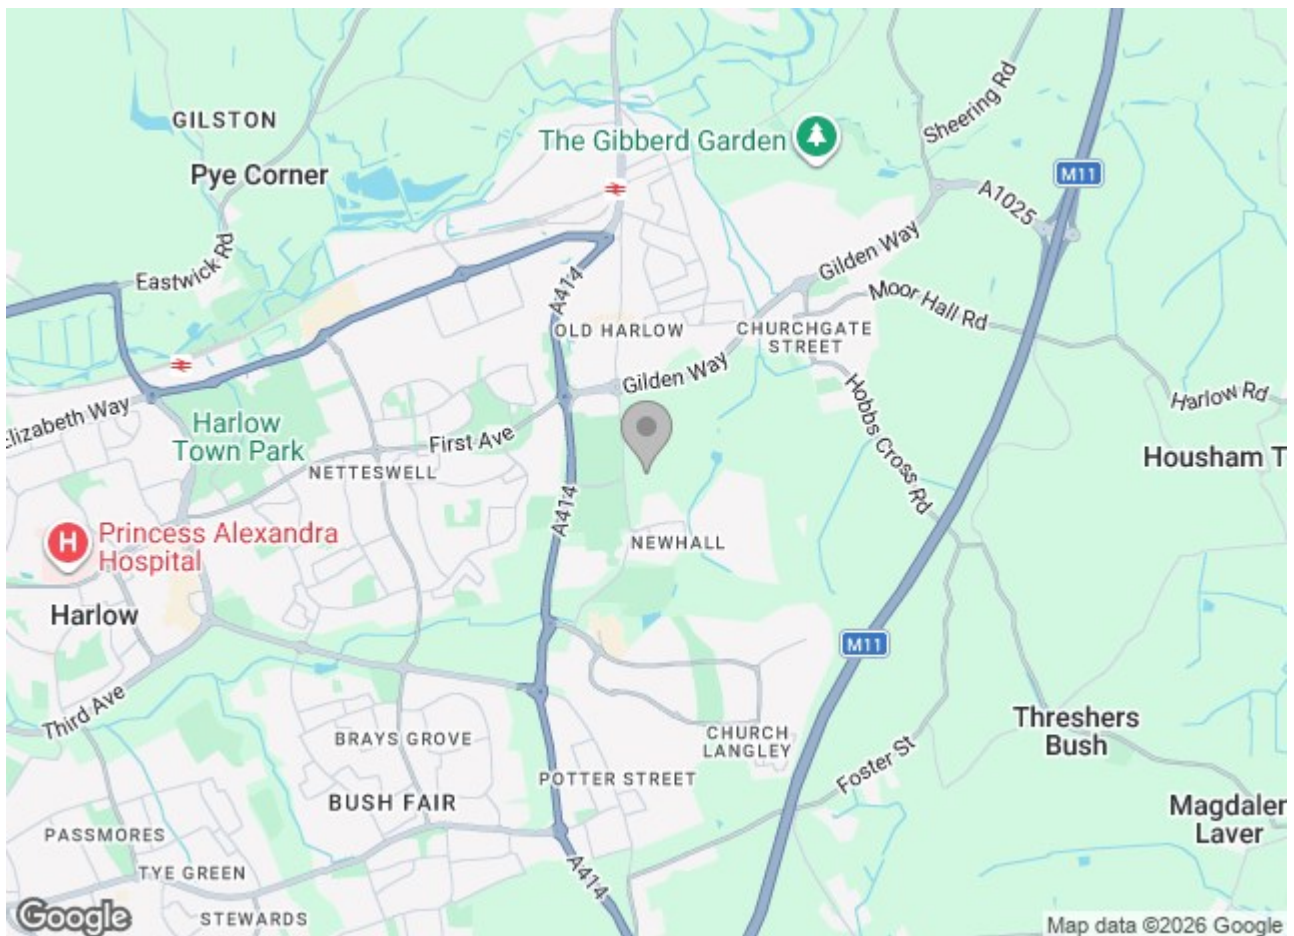 GILSTON
Pye Corner
The Gibberd Garden
Sheering Rd
M11
A1025
Eastwick Rd
Gilden Way
Moor Hall Rd
A414
OLD HARLOW
CHURCHGATE
STREET
Gilden Way
Elizabeth Way
Harlow
Town Park
First Ave
Hobbs Cross Rd
Harlow Rd
NETTESWELL
Housham T
A414
Princess Alexandra
Hospital
H
NEWHALL
Harlow
M11
Third Ave
BRAYS GROVE
CHURCH
LANGLEY
Threshers
Bush
Foster St
POTTER STREET
BUSH FAIR
Magdalen
Laver
PASSMORES
TYE GREEN
A414
STEWARDS
Google
Map data ©2026 Google